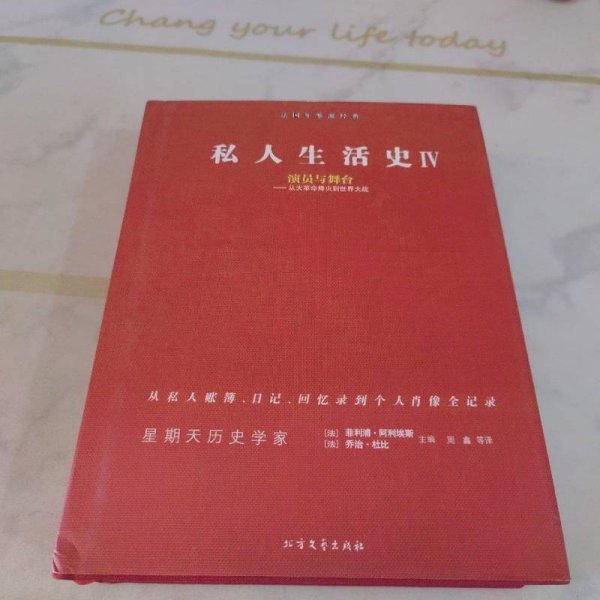 Chang your life today
法国年鉴派经典
私人生活史 IV
演员与舞台
——从大革命烽火到世界大战
从私人账簿、日记、回忆录到个人肖像全记录
星期天历史学家
[法] 菲利浦·阿利埃斯
[法] 乔治·杜比
主编 周鑫 等译
北方文艺出版社